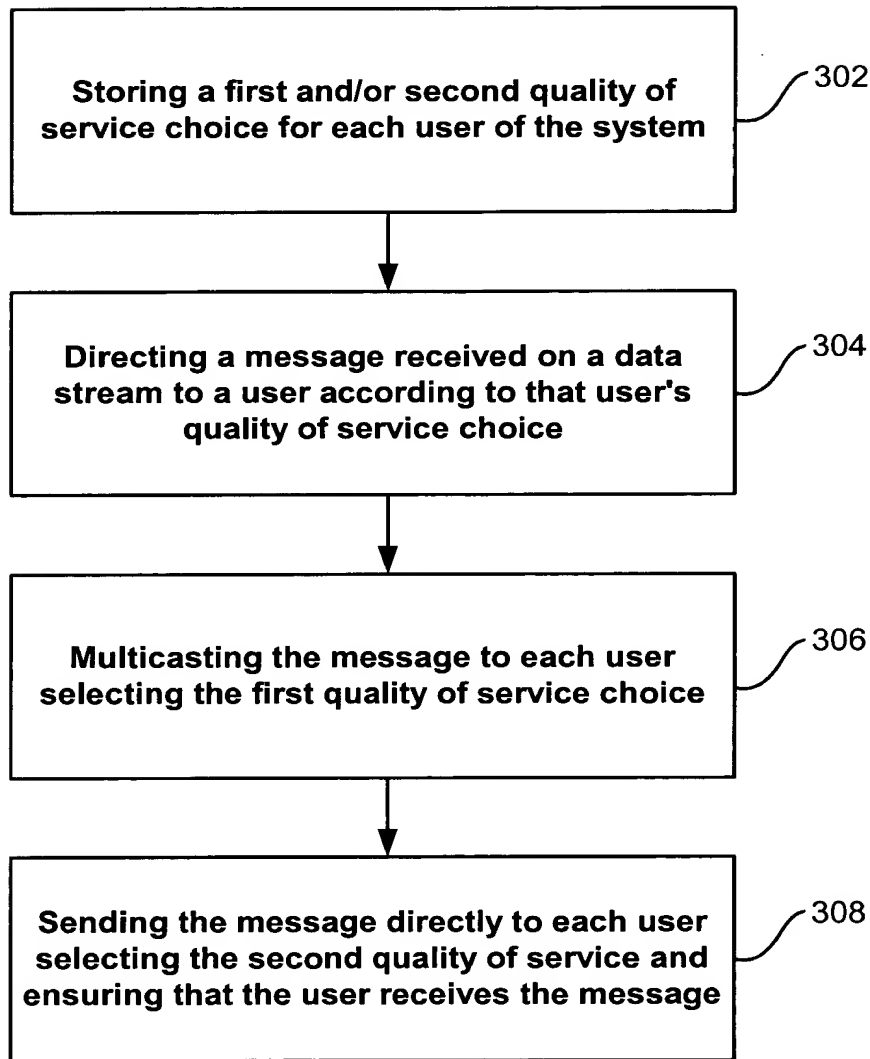 Storing a first and/or second quality of
service choice for each user of the system
302
Directing a message received on a data
stream to a user according to that user's
quality of service choice
304
Multicasting the message to each user
selecting the first quality of service choice
306
Sending the message directly to each user
selecting the second quality of service and
ensuring that the user receives the message
308